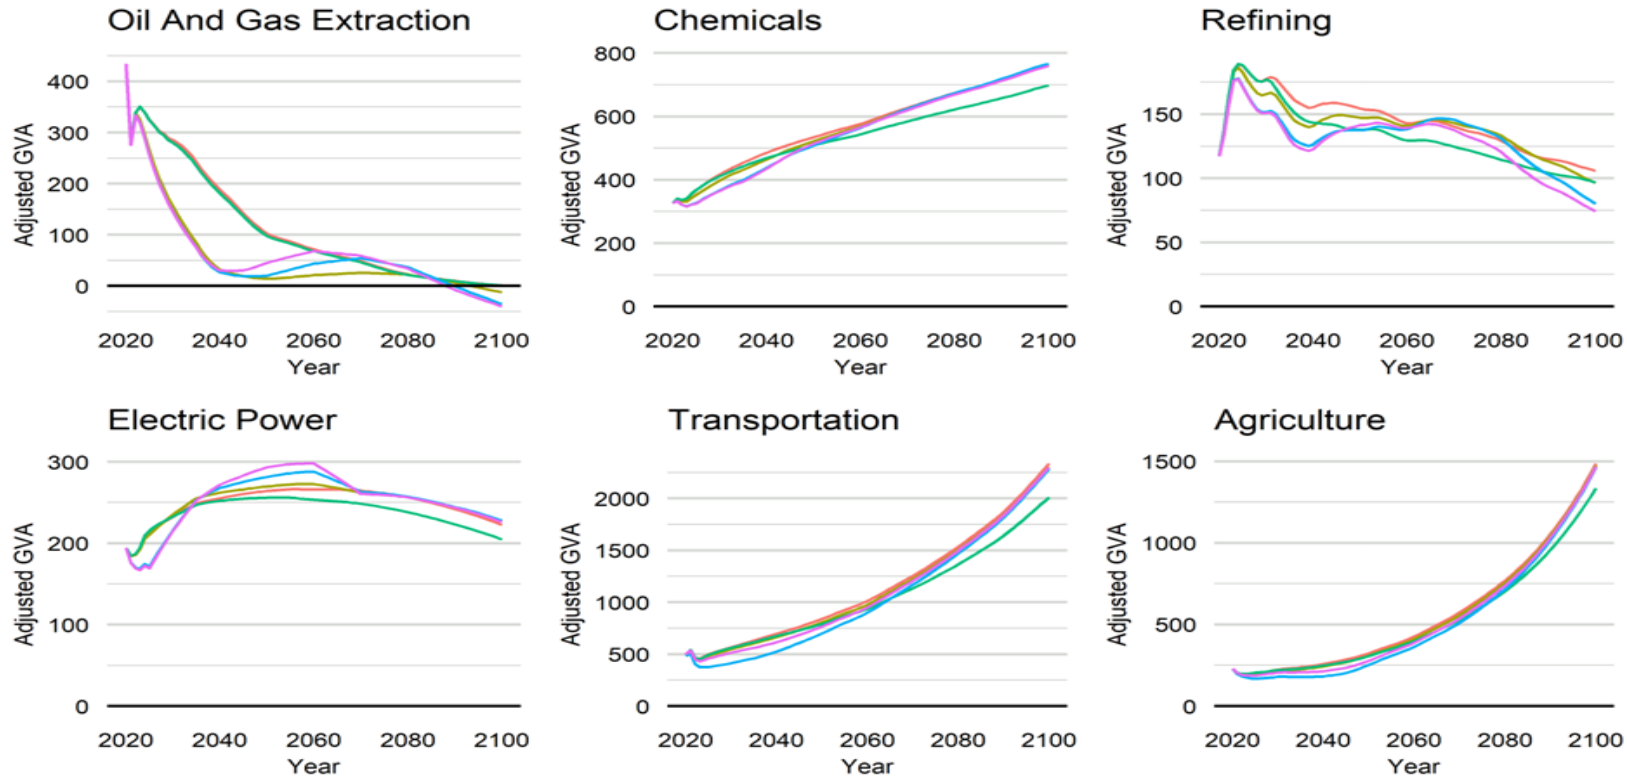 Oil And Gas Extraction
Adjusted GVA
400
300
200
100
0
2020 2040 2060 2080 2100
Year
Chemicals
Adjusted GVA
800
600
400
200
0
2020 2040 2060 2080 2100
Year
Refining
Adjusted GVA
150
100
50
0
2020 2040 2060 2080 2100
Year
Electric Power
Adjusted GVA
300
200
100
0
2020 2040 2060 2080 2100
Year
Transportation
Adjusted GVA
2000
1500
1000
500
0
2020 2040 2060 2080 2100
Year
Agriculture
Adjusted GVA
1500
1000
500
0
2020 2040 2060 2080 2100
Year